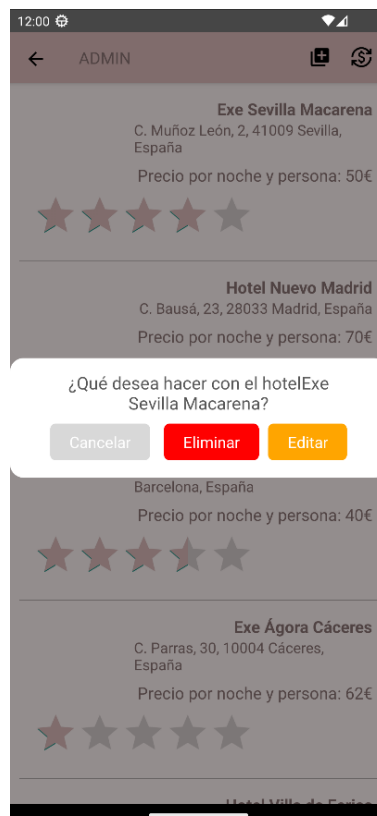 12:00
ADMIN
Exe Sevilla Macarena
C. Muñoz León, 2, 41009 Sevilla,
España
Precio por noche y persona: 50€
Hotel Nuevo Madrid
C. Bausá, 23, 28033 Madrid, España
Precio por noche y persona: 70€
¿Qué desea hacer con el hotelExe
Sevilla Macarena?
Cancelar Eliminar Editar
Barcelona, España
Precio por noche y persona: 40€
Exe Ágora Cáceres
C. Parras, 30, 10004 Cáceres,
España
Precio por noche y persona: 62€